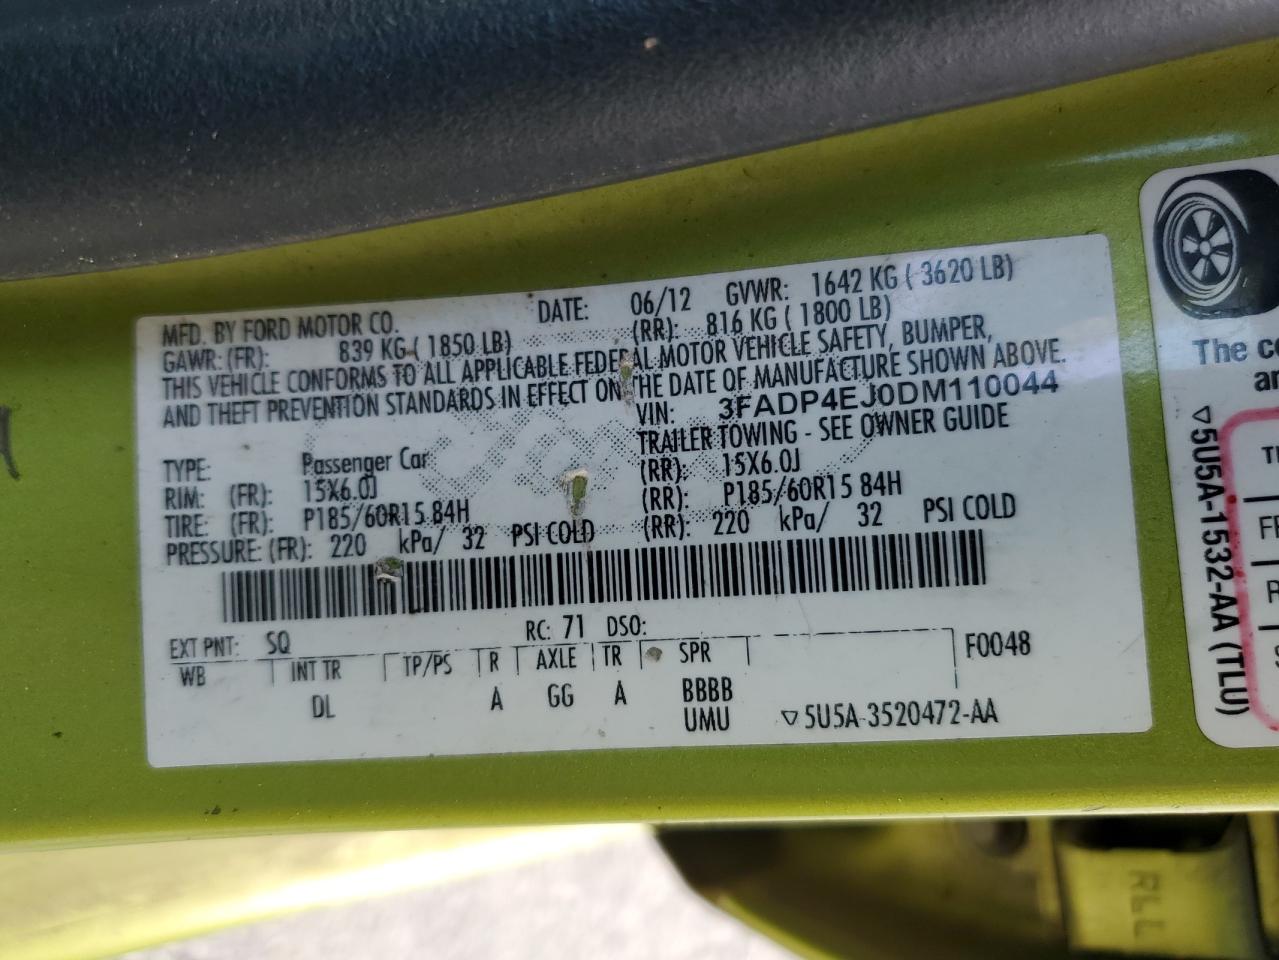 MFD. BY FORD MOTOR CO. DATE: 06/12 GVWR: 1642 KG ( 3620 LB)
GAWR: (FR): 839 KG ( 1850 LB) (RR): 816 KG ( 1800 LB)
THIS VEHICLE CONFORMS TO ALL APPLICABLE FEDERAL MOTOR VEHICLE SAFETY, BUMPER,
AND THEFT PREVENTION STANDARDS IN EFFECT ON THE DATE OF MANUFACTURE SHOWN ABOVE.
VIN: 3FADP4EJ0DM110044
TRAILER TOWING - SEE OWNER GUIDE
TYPE: Passenger Car
RIM: (FR): 15X6.0J (RR): 15X6.0J
TIRE: (FR): P185/60R15 84H (RR): P185/60R15 84H
PRESSURE: (FR): 220 kPa/ 32 PSI COLD (RR): 220 kPa/ 32 PSI COLD
EXT PNT: SQ RC: 71 DSO:
WB INT TR TP/PS R AXLE TR SPR F0048
DL A GG A BBBB
UMU ▽5U5A-3520472-AA
The
▽5U5A-1532-AA (TLU)
RLL